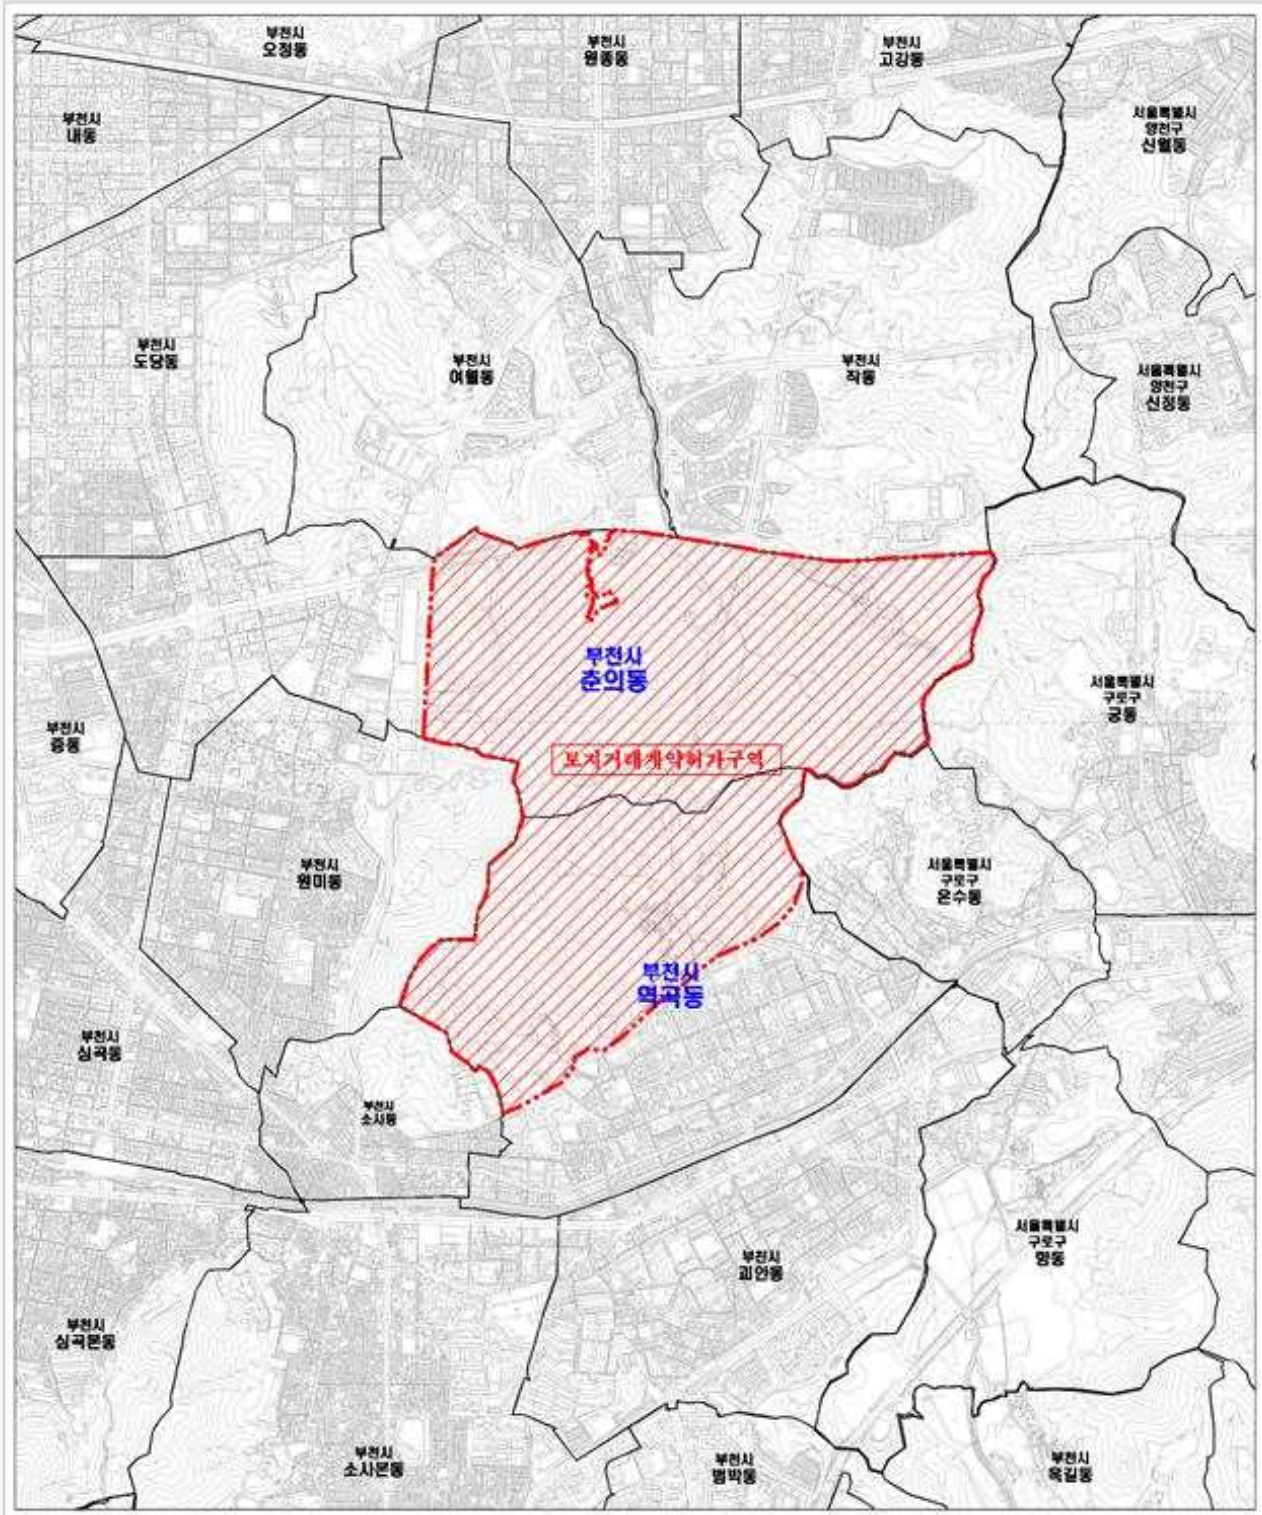 부천시
오정동
부천시
원종동
부천시
고강동
부천시
내동
서울특별시
양천구
신월동
부천시
도당동
부천시
여월동
부천시
작동
서울특별시
양천구
신정동
부천시
춘의동
서울특별시
구로구
궁동
부천시
중동
토지거래계약허가구역
부천시
원미동
서울특별시
구로구
온수동
부천시
역곡동
부천시
심곡동
부천시
소사동
서울특별시
구로구
항동
부천시
괴안동
부천시
심곡본동
부천시
소사본동
부천시
범박동
부천시
옥길동